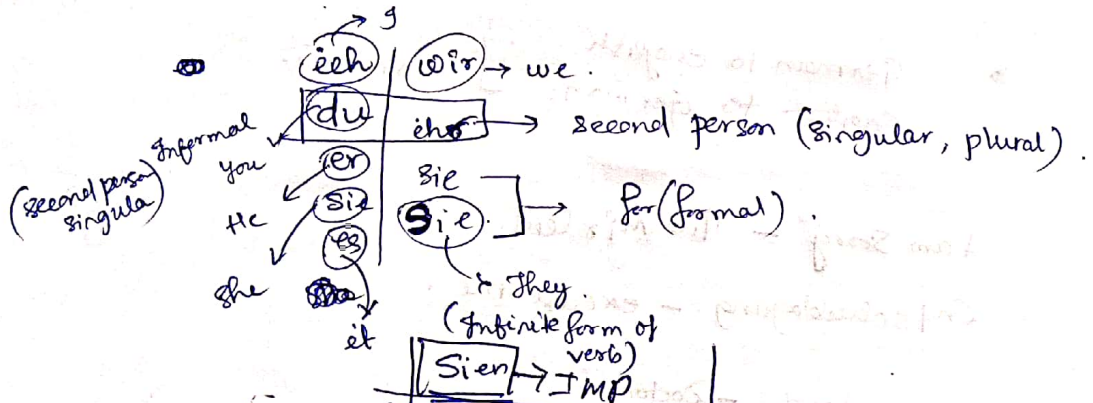 I
ich wir → we.
du ihr → second person (singular, plural).
Informal
you
(second person
singula)
er sie
He
sie Sie → for (formal).
es
she They.
it (Infinite form of
verb)
Sien → IMP